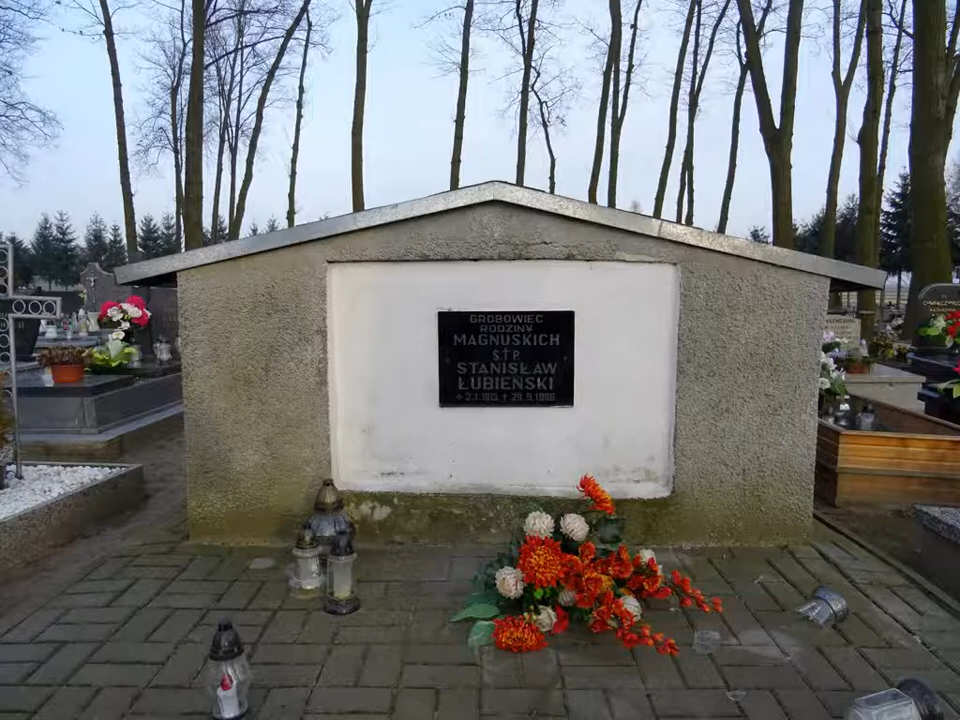 GROBOWIEC
RODZINY
MAGNUSKICH
Ś.†P.
STANISŁAW
ŁUBIEŃSKI